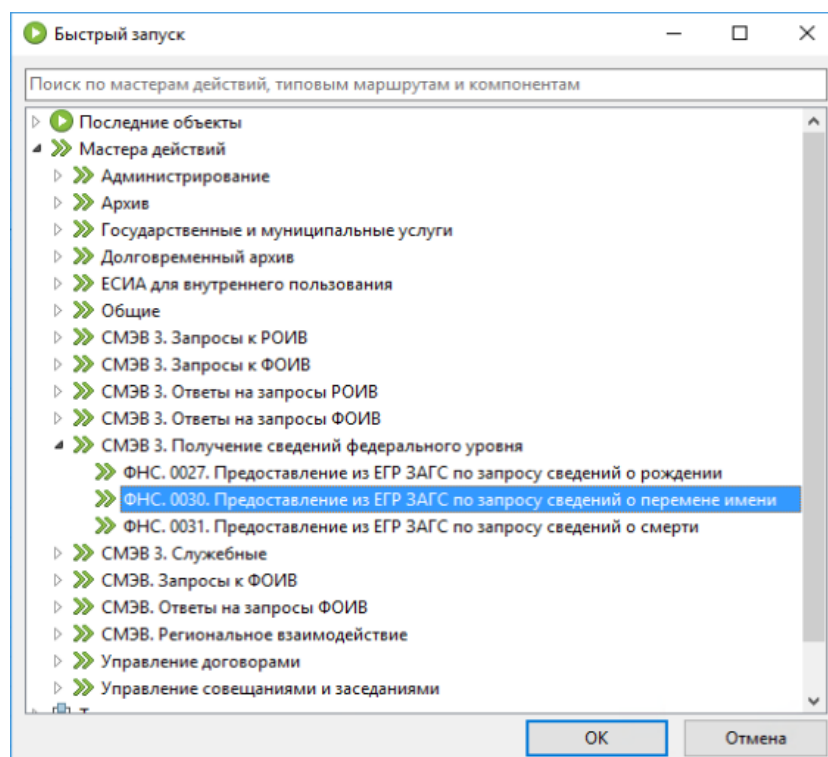 Быстрый запуск
Поиск по мастерам действий, типовым маршрутам и компонентам
Последние объекты
Мастера действий
Администрирование
Архив
Государственные и муниципальные услуги
Долговременный архив
ЕСИА для внутреннего пользования
Общие
СМЭВ 3. Запросы к РОИВ
СМЭВ 3. Запросы к ФОИВ
СМЭВ 3. Ответы на запросы РОИВ
СМЭВ 3. Ответы на запросы ФОИВ
СМЭВ 3. Получение сведений федерального уровня
ФНС. 0027. Предоставление из ЕГР ЗАГС по запросу сведений о рождении
ФНС. 0030. Предоставление из ЕГР ЗАГС по запросу сведений о перемене имени
ФНС. 0031. Предоставление из ЕГР ЗАГС по запросу сведений о смерти
СМЭВ 3. Служебные
СМЭВ. Запросы к ФОИВ
СМЭВ. Ответы на запросы ФОИВ
СМЭВ. Региональное взаимодействие
Управление договорами
Управление совещаниями и заседаниями
ОК Отмена